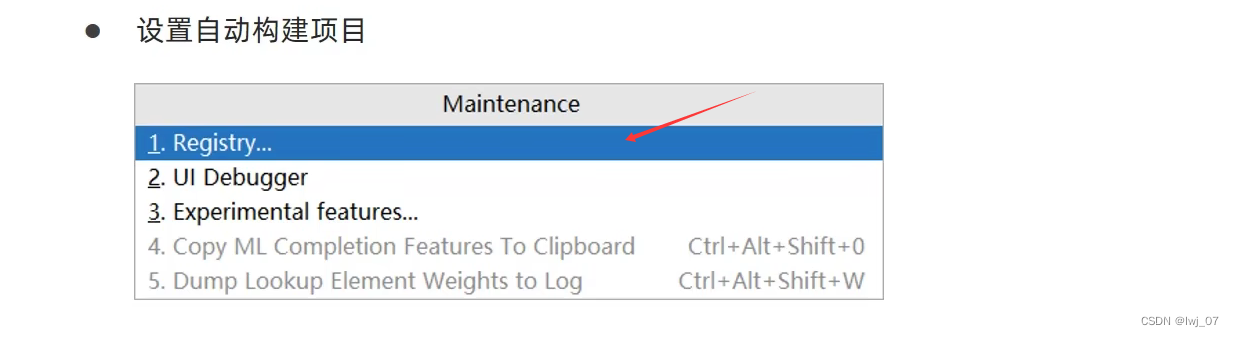 ● 设置自动构建项目
Maintenance
1. Registry...
2. UI Debugger
3. Experimental features...
4. Copy ML Completion Features To Clipboard Ctrl+Alt+Shift+0
5. Dump Lookup Element Weights to Log Ctrl+Alt+Shift+W
CSDN @lwj_07